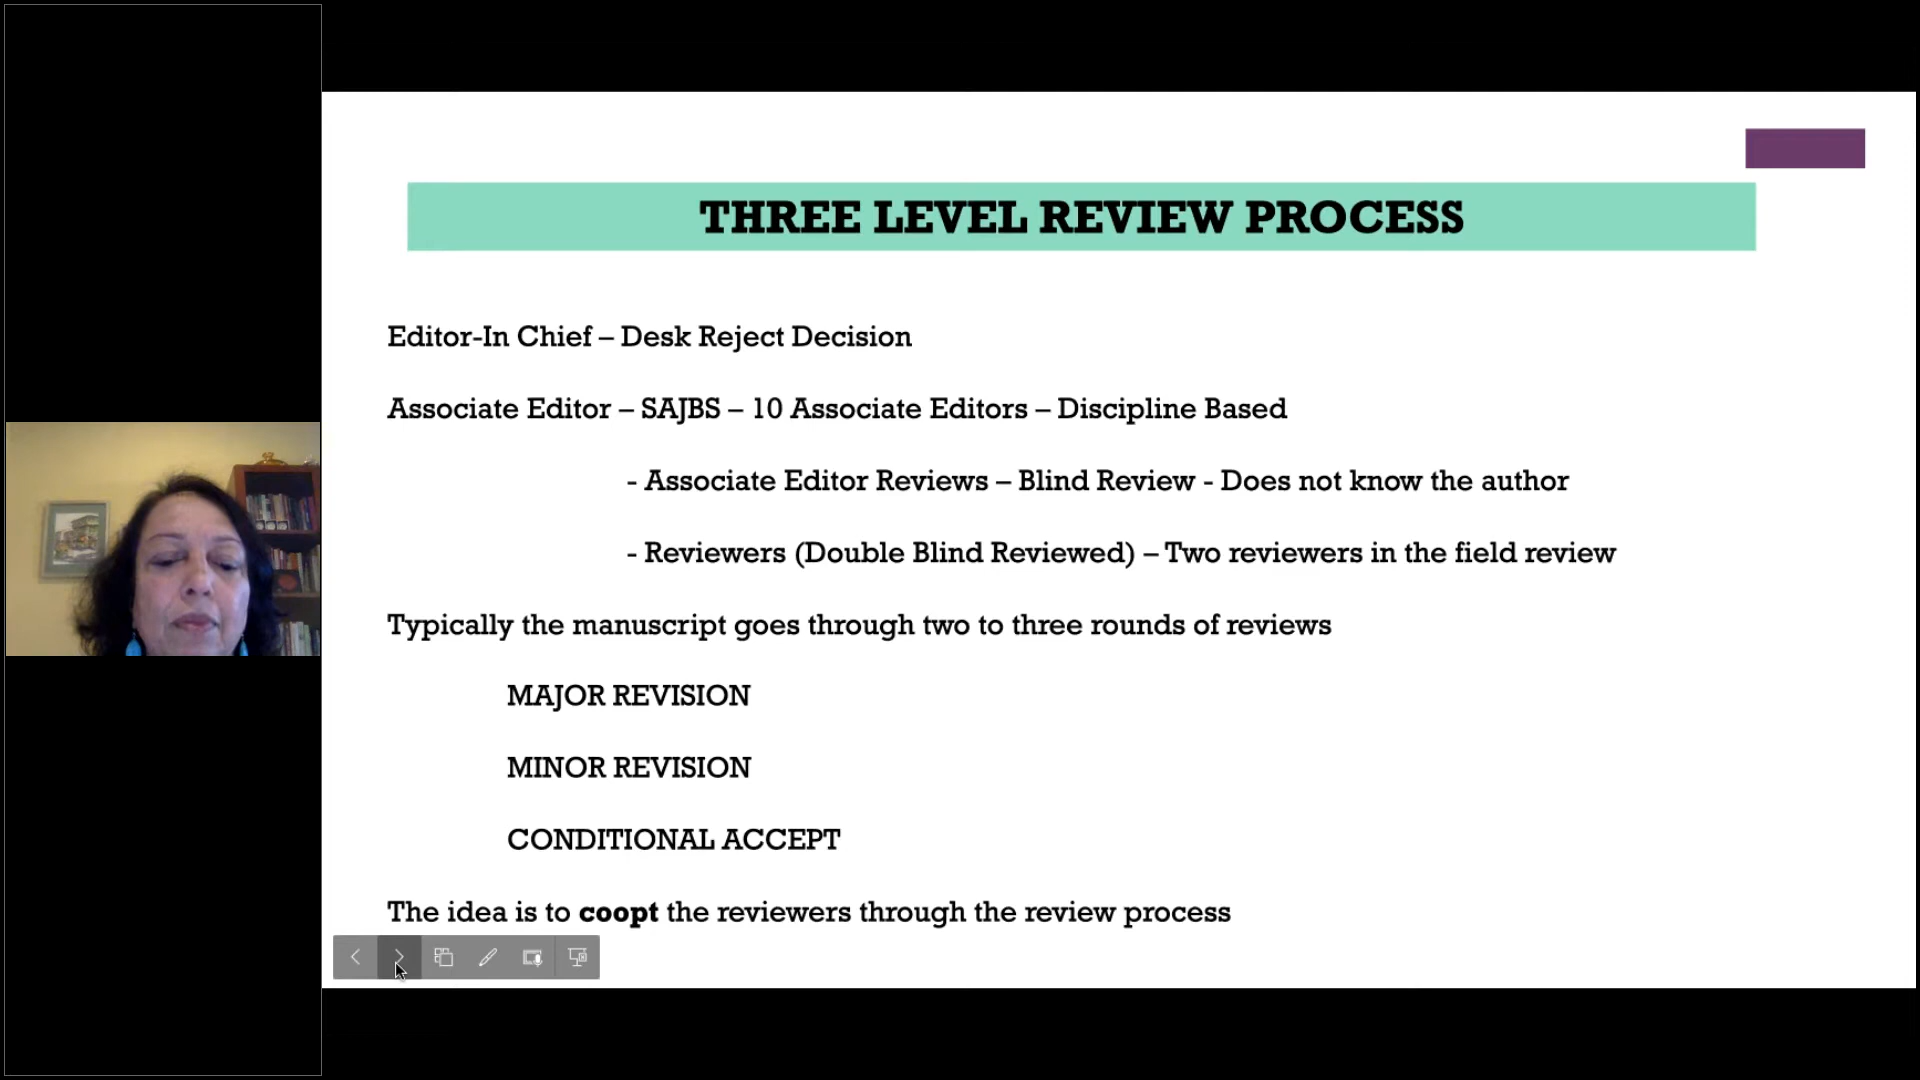 THREE LEVEL REVIEW PROCESS
Editor-In Chief – Desk Reject Decision
Associate Editor – SAJBS – 10 Associate Editors – Discipline Based
- Associate Editor Reviews – Blind Review - Does not know the author
- Reviewers (Double Blind Reviewed) – Two reviewers in the field review
Typically the manuscript goes through two to three rounds of reviews
MAJOR REVISION
MINOR REVISION
CONDITIONAL ACCEPT
The idea is to coopt the reviewers through the review process